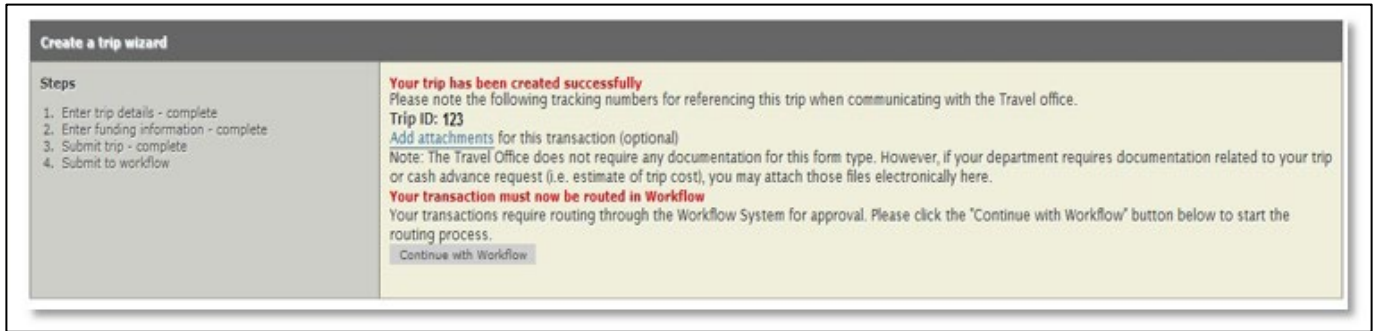 Create a trip wizard
Steps
1. Enter trip details - complete
2. Enter funding information - complete
3. Submit trip - complete
4. Submit to workflow
Your trip has been created successfully
Please note the following tracking numbers for referencing this trip when communicating with the Travel office.
Trip ID: 123
Add attachments for this transaction (optional)
Note: The Travel Office does not require any documentation for this form type. However, if your department requires documentation related to your trip
or cash advance request (i.e. estimate of trip cost), you may attach those files electronically here.
Your transaction must now be routed in Workflow
Your transactions require routing through the Workflow System for approval. Please click the "Continue with Workflow" button below to start the
routing process.
Continue with Workflow